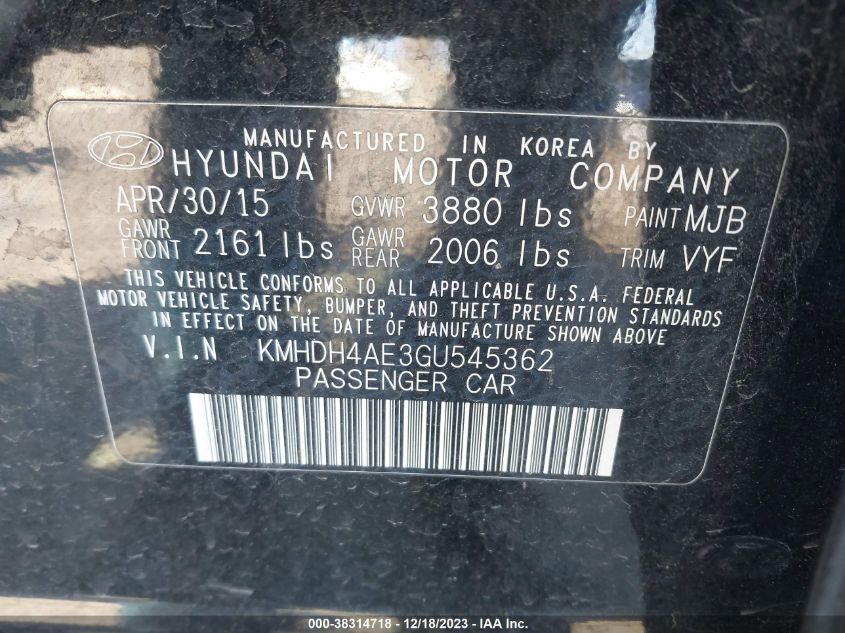 MANUFACTURED IN KOREA BY
HYUNDAI MOTOR COMPANY
APR/30/15 GVWR 3880 lbs PAINT MJB
GAWR FRONT 2161 lbs GAWR REAR 2006 lbs TRIM VYF
THIS VEHICLE CONFORMS TO ALL APPLICABLE U.S.A. FEDERAL
MOTOR VEHICLE SAFETY, BUMPER, AND THEFT PREVENTION STANDARDS
IN EFFECT ON THE DATE OF MANUFACTURE SHOWN ABOVE
V.I.N KMHDH4AE3GU545362
PASSENGER CAR
000-38314718 - 12/18/2023 - IAA Inc.